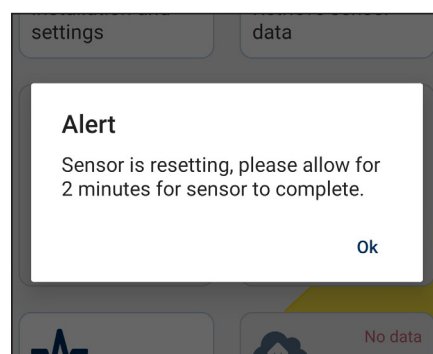 settings
data
Alert
Sensor is resetting, please allow for
2 minutes for sensor to complete.
Ok
No data